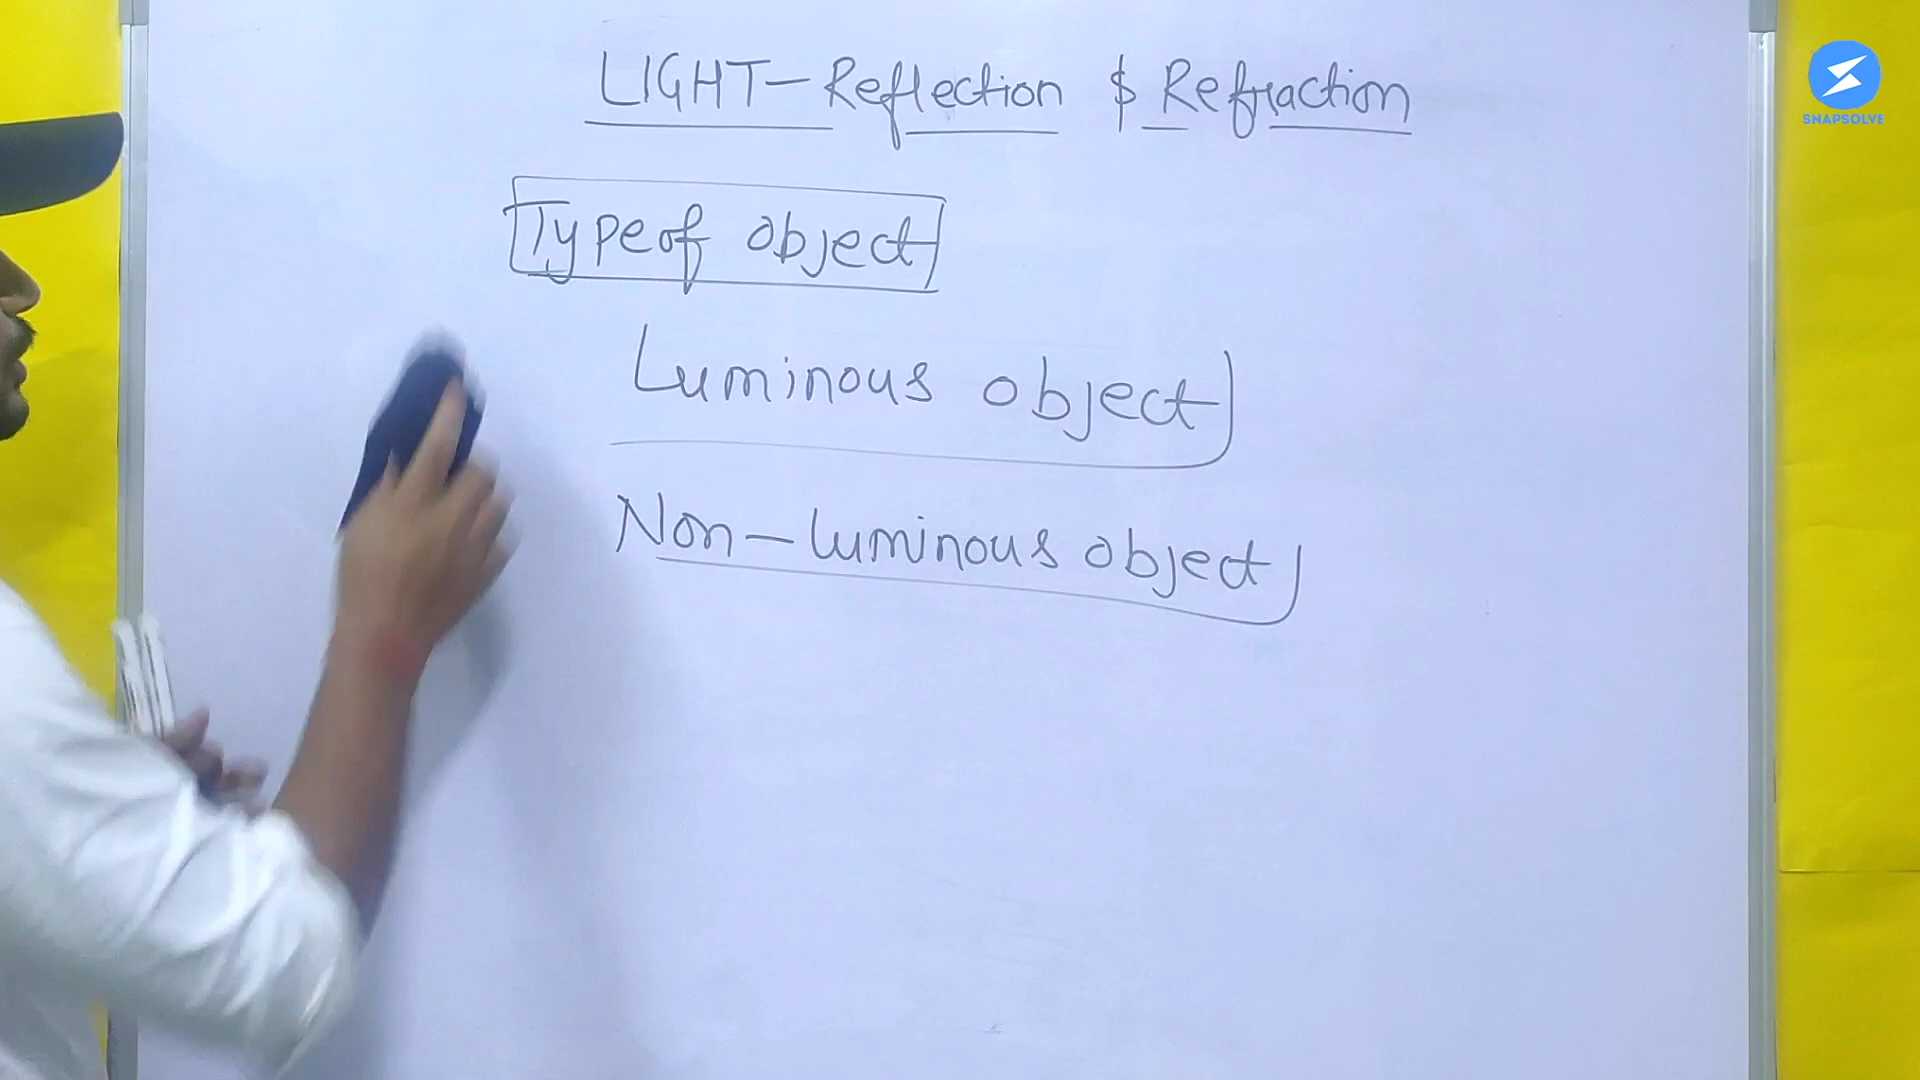 LIGHT - Reflection & Refraction
SNAPSOLVE
Type of object
Luminous object
Non - luminous object